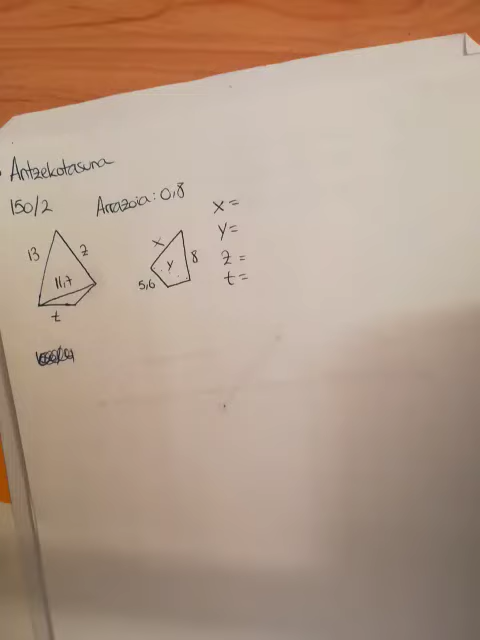 Antzekotasuna
150/2 Arrazoia: 0,8
x =
y =
z =
t =
13 z
11,7
t
x
y 8
5,6